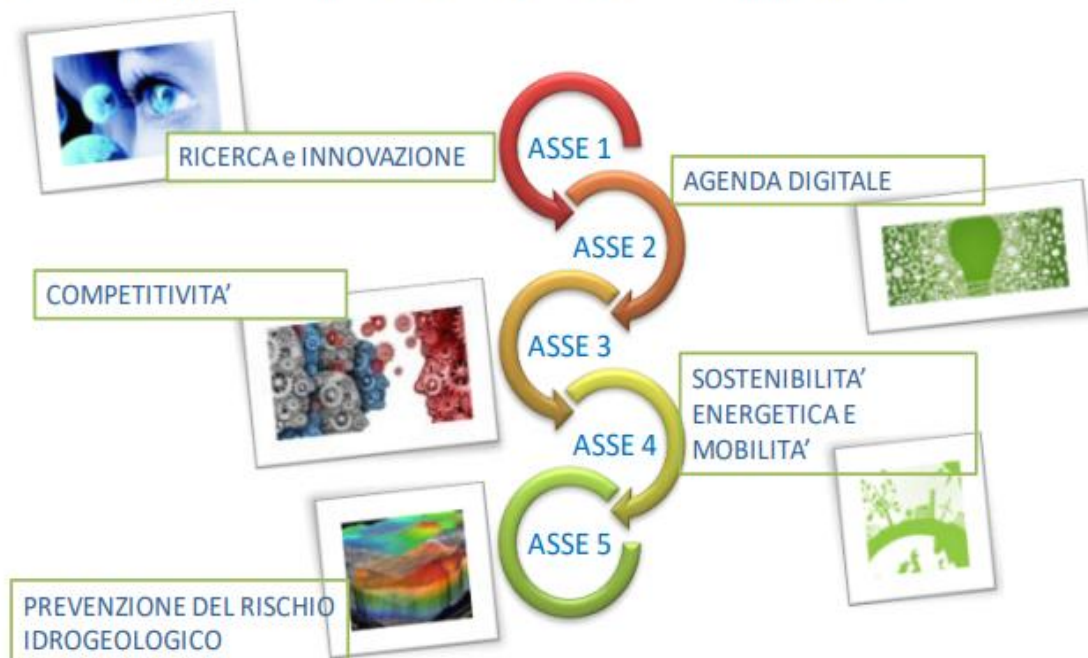 ASSE 1
RICERCA e INNOVAZIONE
AGENDA DIGITALE
ASSE 2
COMPETITIVITA’
ASSE 3
SOSTENIBILITA’
ENERGETICA E
MOBILITA’
ASSE 4
ASSE 5
PREVENZIONE DEL RISCHIO
IDROGEOLOGICO